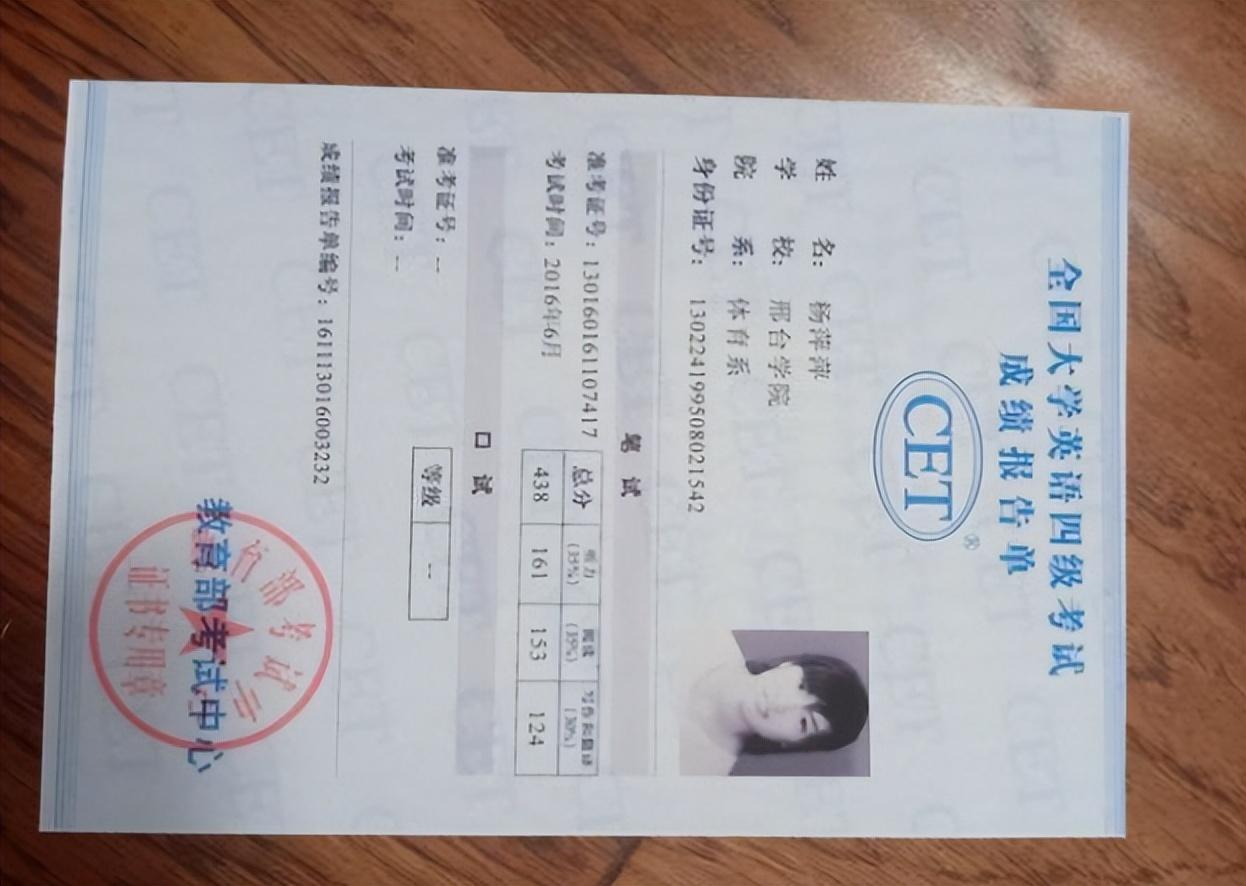 全国大学英语四级考试
成绩报告单
CET®
姓 名: 杨萍萍
学 校: 邢台学院
院 系: 体育系
身份证号: 130224199508021542
笔 试
准考证号: 130160161107417
考试时间: 2016年6月
总分 听力(35%) 阅读(35%) 写作和翻译(30%)
438 161 153 124
口 试
准考证号: --
考试时间: --
等级 --
成绩报告单编号: 161113016003232
教育部考试中心
证书专用章